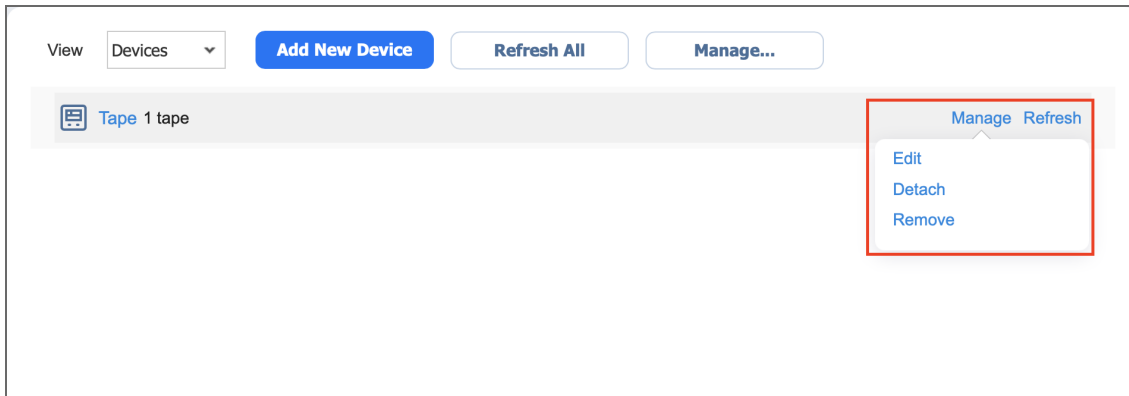 View Devices Add New Device Refresh All Manage...
Tape 1 tape Manage Refresh
Edit
Detach
Remove